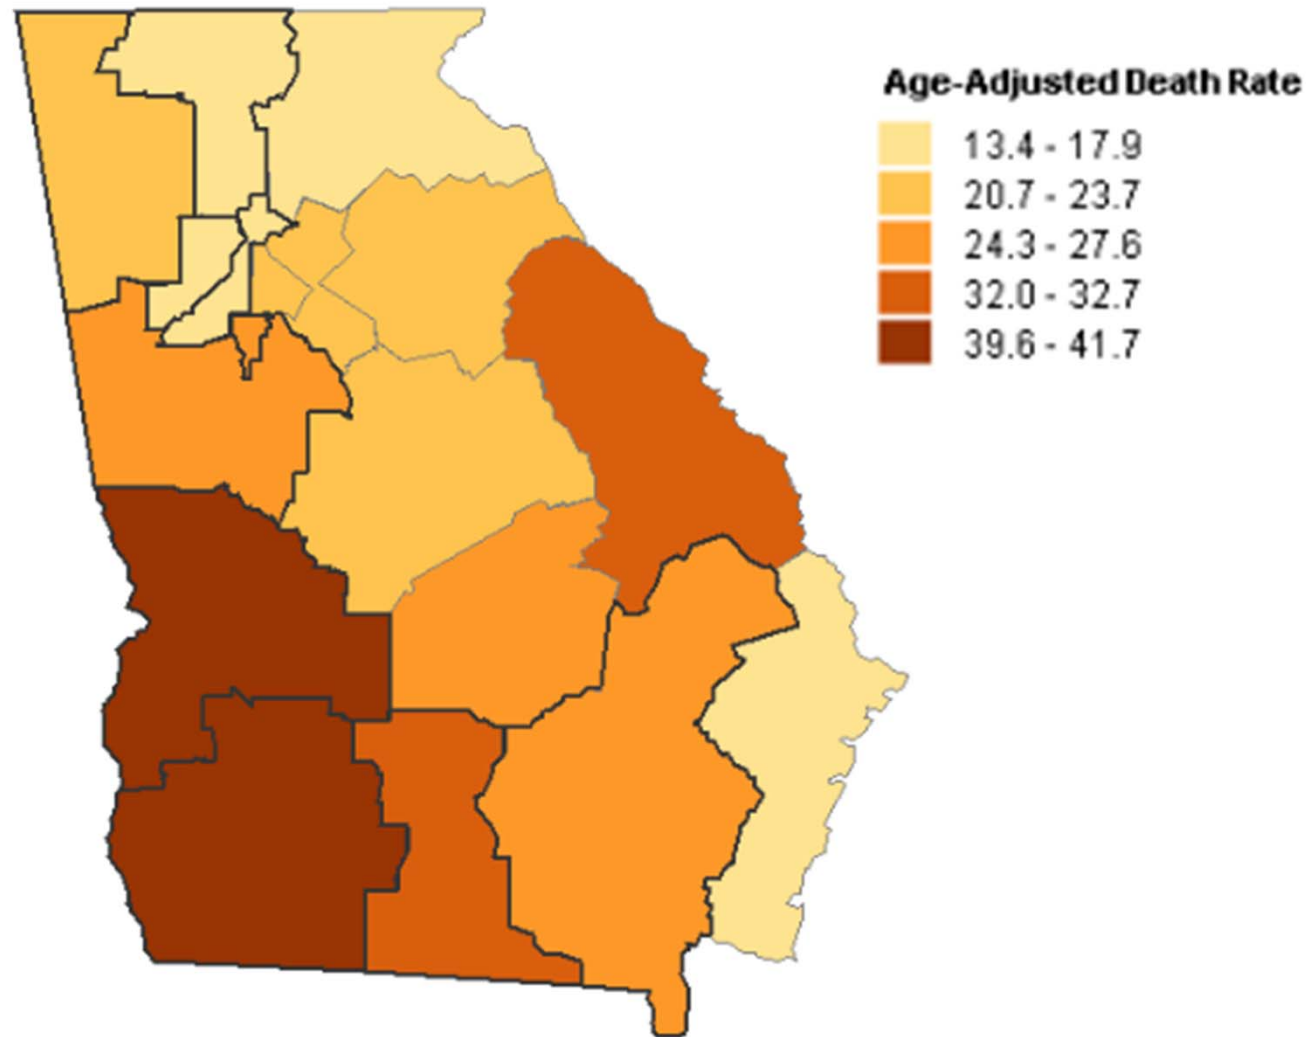 Age-Adjusted Death Rate
13.4 - 17.9
20.7 - 23.7
24.3 - 27.6
32.0 - 32.7
39.6 - 41.7